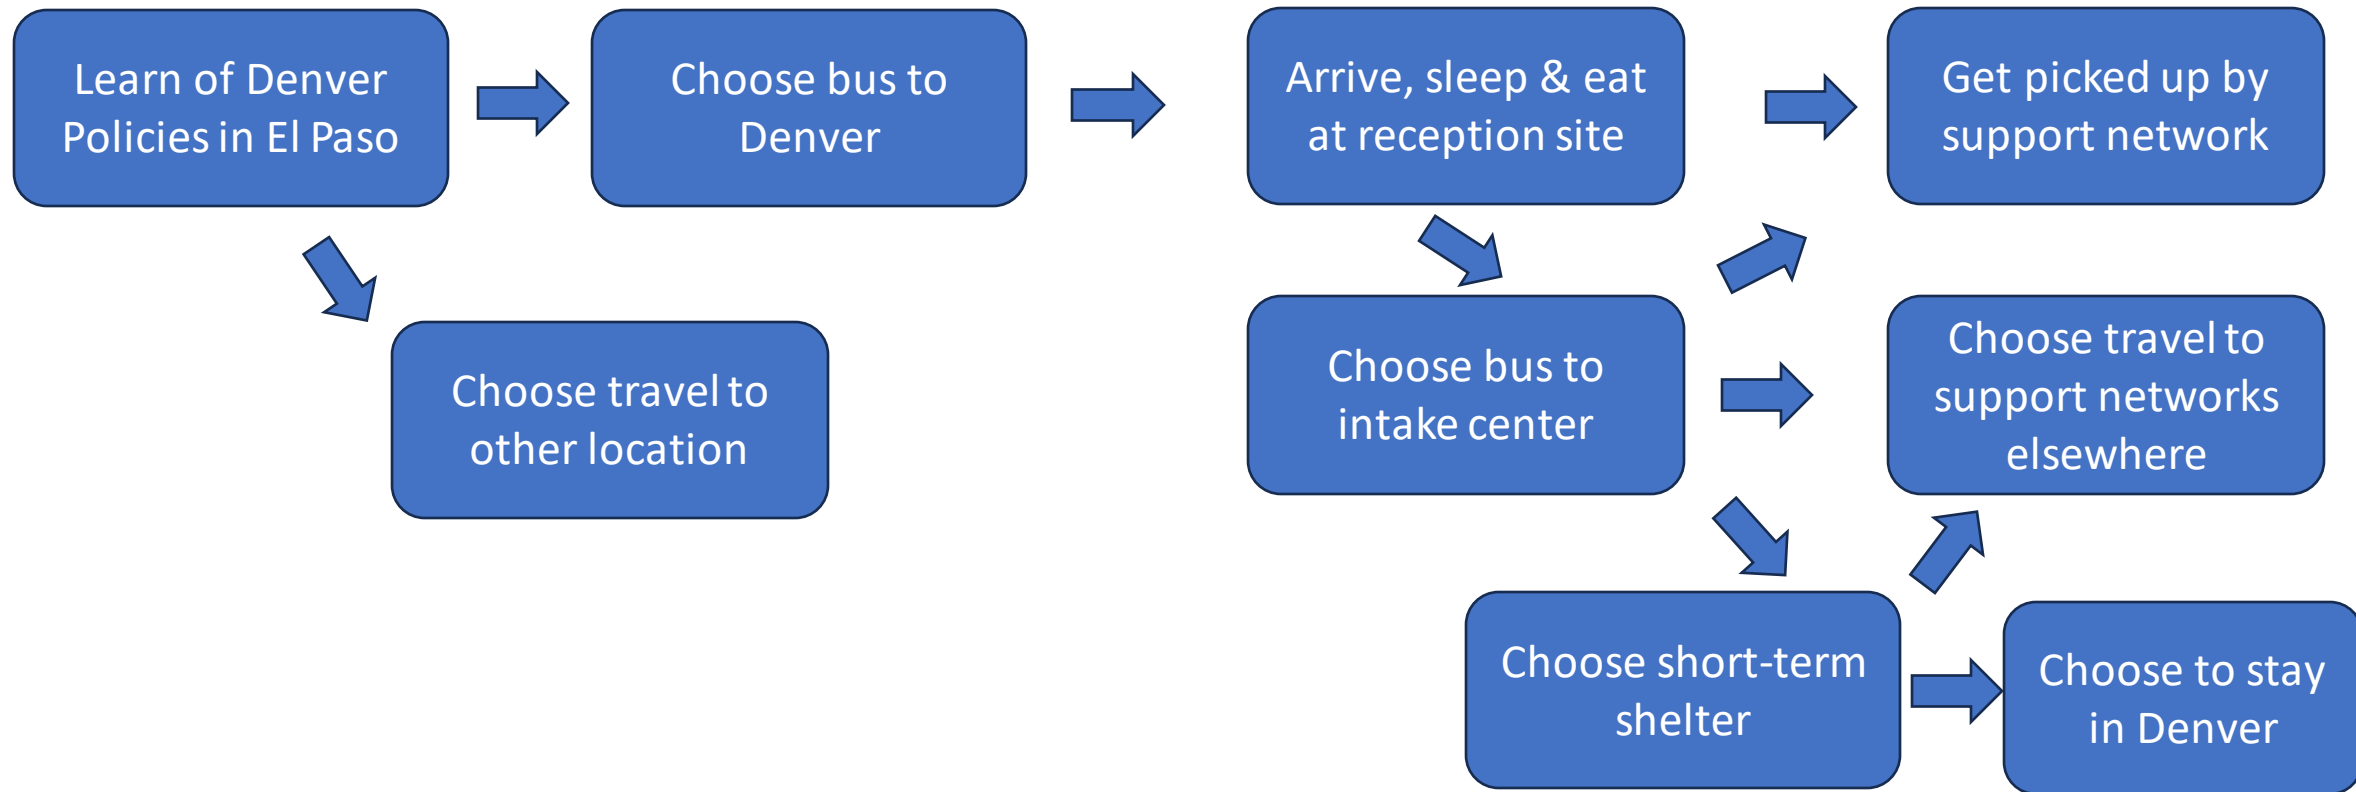 Learn of Denver
Policies in El Paso
Choose bus to
Denver
Arrive, sleep & eat
at reception site
Get picked up by
support network
Choose travel to
other location
Choose bus to
intake center
Choose travel to
support networks
elsewhere
Choose short-term
shelter
Choose to stay
in Denver